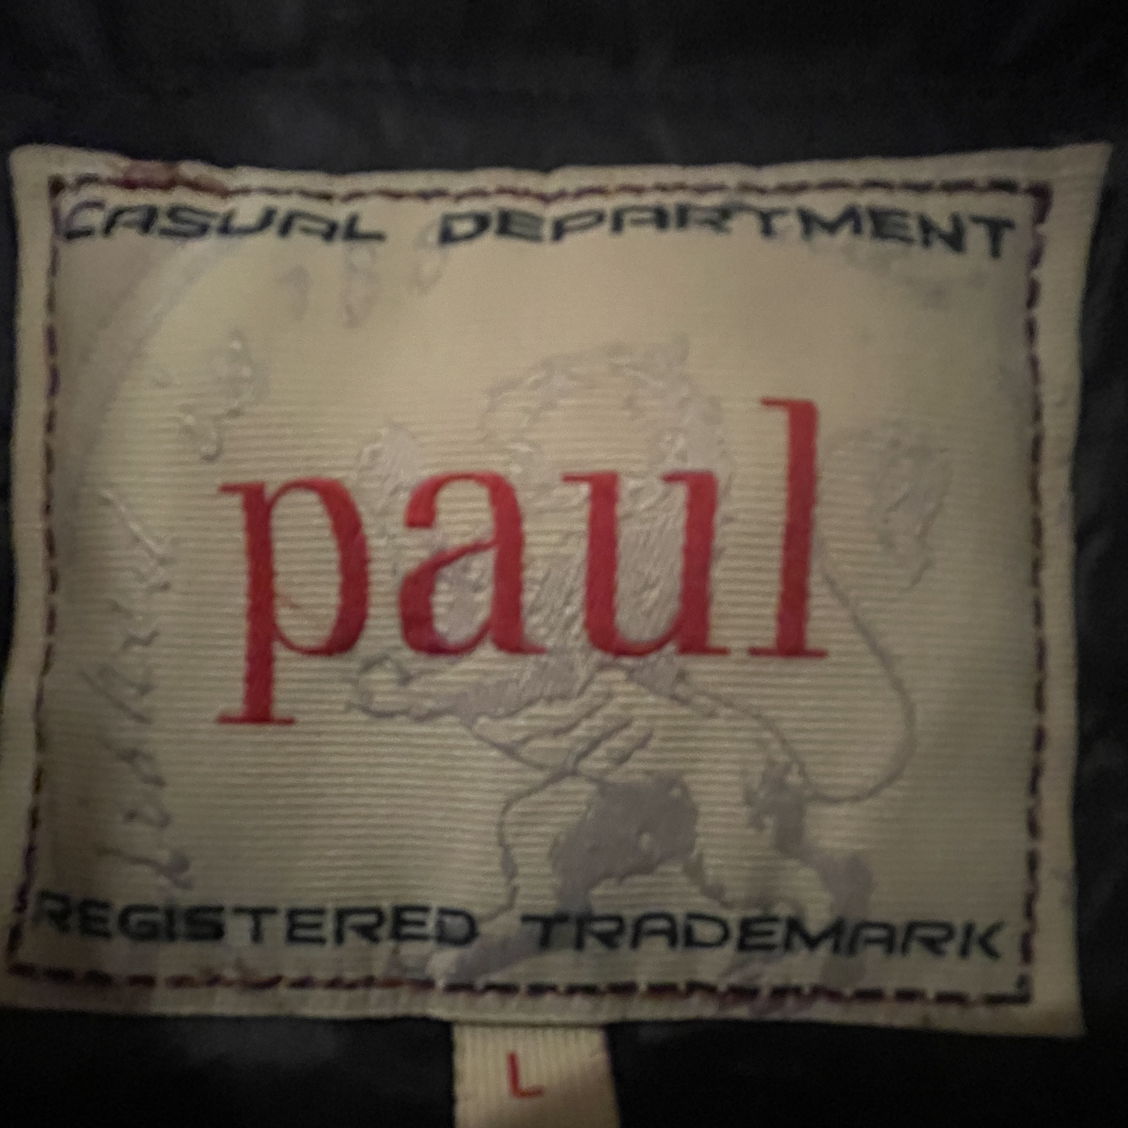 CASUAL DEPARTMENT
paul
REGISTERED TRADEMARK
L